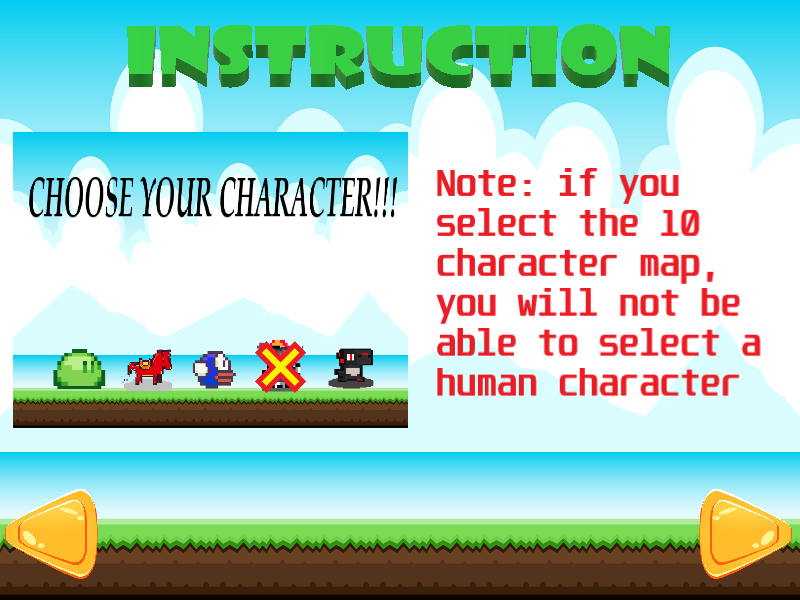 INSTRUCTION
CHOOSE YOUR CHARACTER!!!
Note: if you
select the 10
character map,
you will not be
able to select a
human character